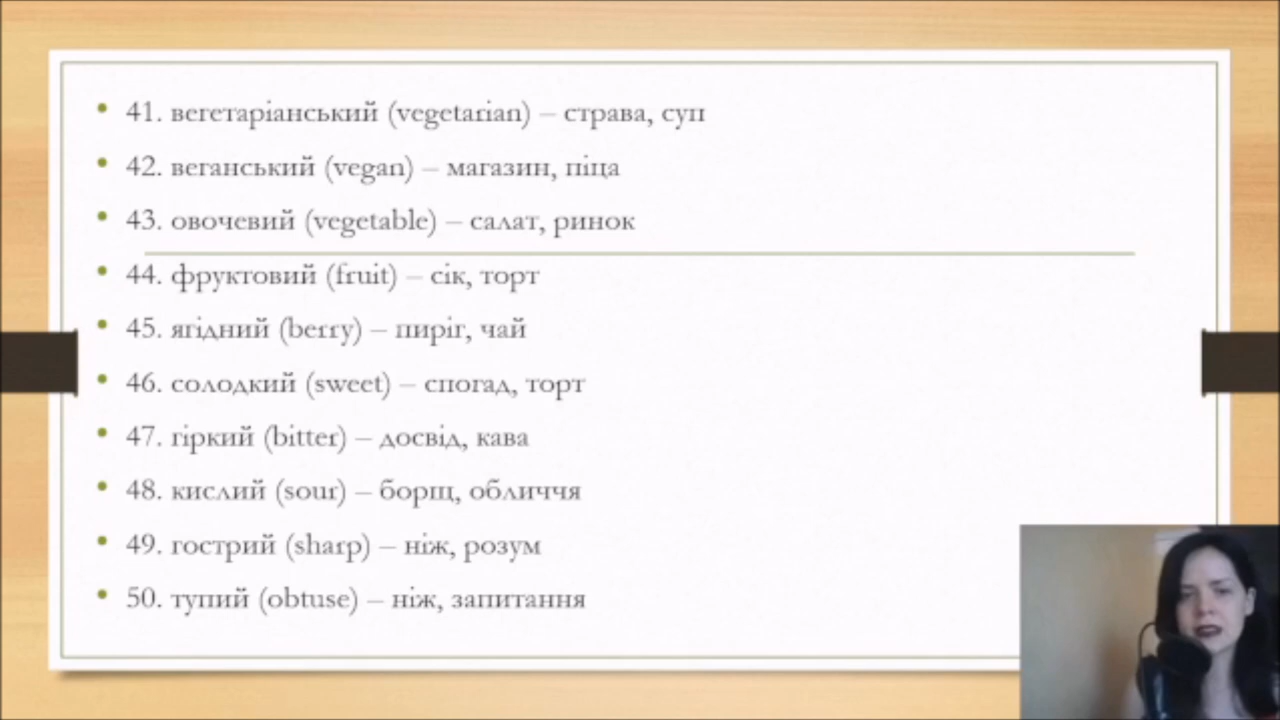 • 41. вегетаріанський (vegetarian) – страва, суп
• 42. веганський (vegan) – магазин, піца
• 43. овочевий (vegetable) – салат, ринок
• 44. фруктовий (fruit) – сік, торт
• 45. ягідний (berry) – пиріг, чай
• 46. солодкий (sweet) – спогад, торт
• 47. гіркий (bitter) – досвід, кава
• 48. кислий (sour) – борщ, обличчя
• 49. гострий (sharp) – ніж, розум
• 50. тупий (obtuse) – ніж, запитання